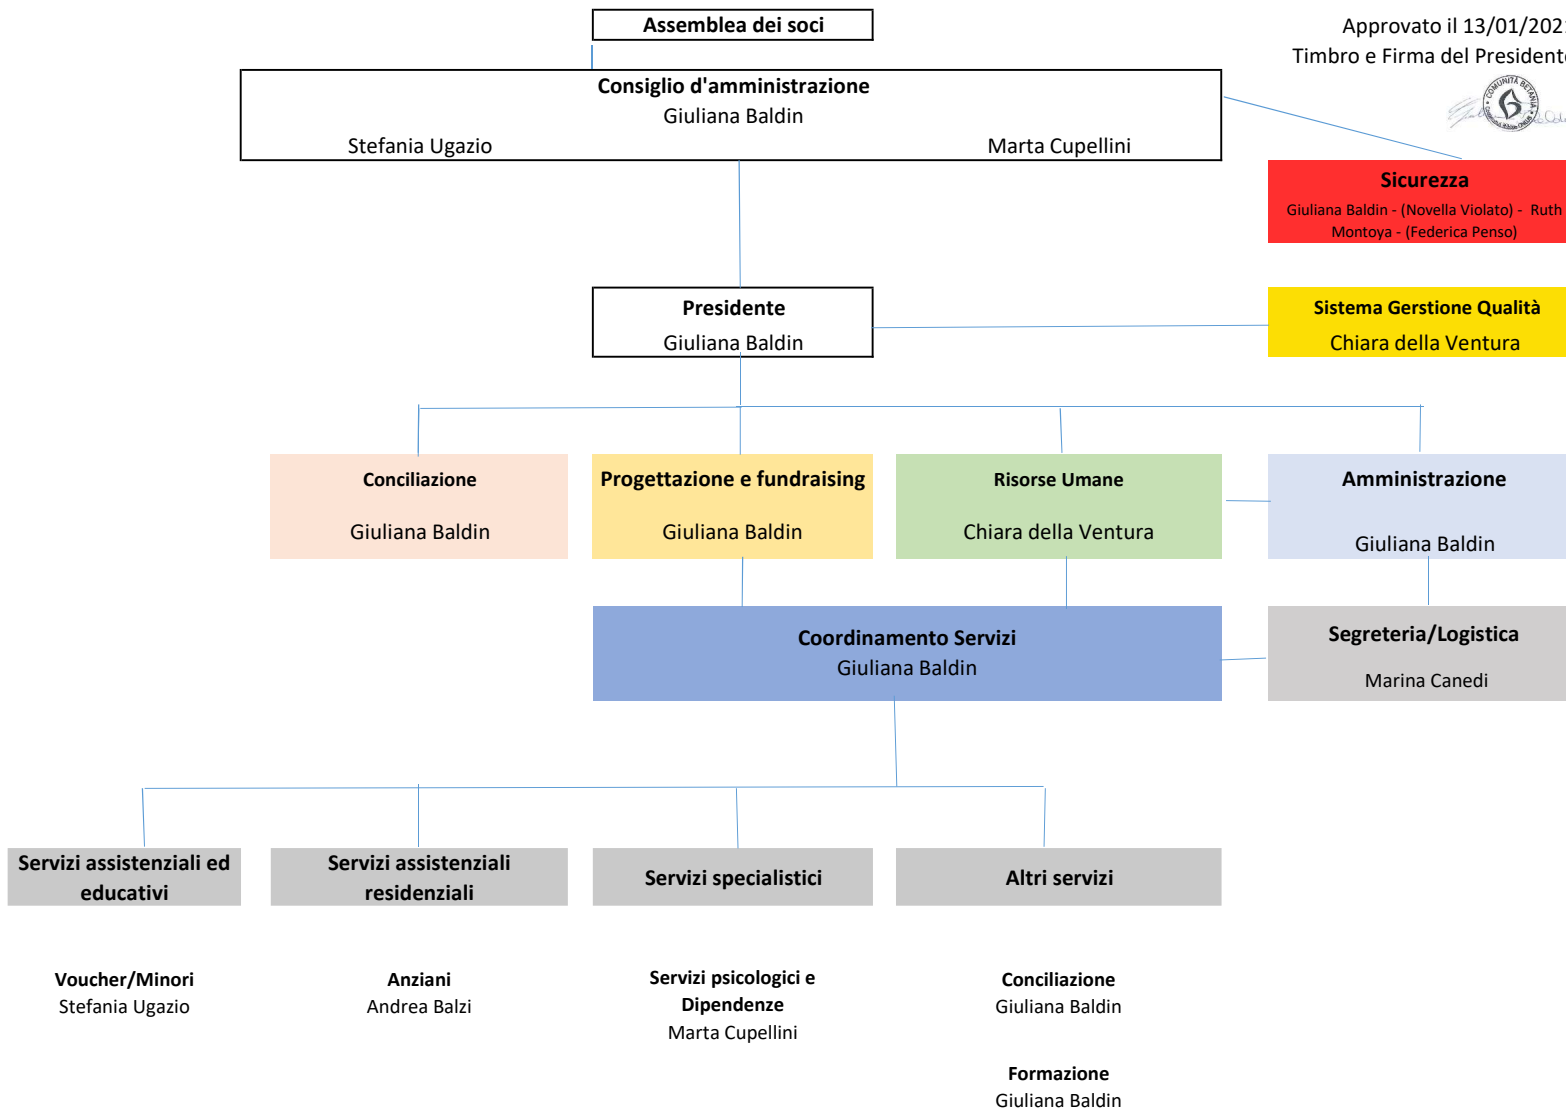 Assemblea dei soci
Approvato il 13/01/2021
Timbro e Firma del Presidente
Consiglio d'amministrazione
Giuliana Baldin
Stefania Ugazio
Marta Cupellini
COMUNITÀ BETANIA
Sicurezza
Giuliana Baldin - (Novella Violato) - Ruth
Montoya - (Federica Penso)
Presidente
Giuliana Baldin
Sistema Gerstione Qualità
Chiara della Ventura
Conciliazione
Giuliana Baldin
Progettazione e fundraising
Giuliana Baldin
Risorse Umane
Chiara della Ventura
Amministrazione
Giuliana Baldin
Coordinamento Servizi
Giuliana Baldin
Segreteria/Logistica
Marina Canedi
Servizi assistenziali ed
educativi
Servizi assistenziali
residenziali
Servizi specialistici
Altri servizi
Voucher/Minori
Stefania Ugazio
Anziani
Andrea Balzi
Servizi psicologici e
Dipendenze
Marta Cupellini
Conciliazione
Giuliana Baldin
Formazione
Giuliana Baldin